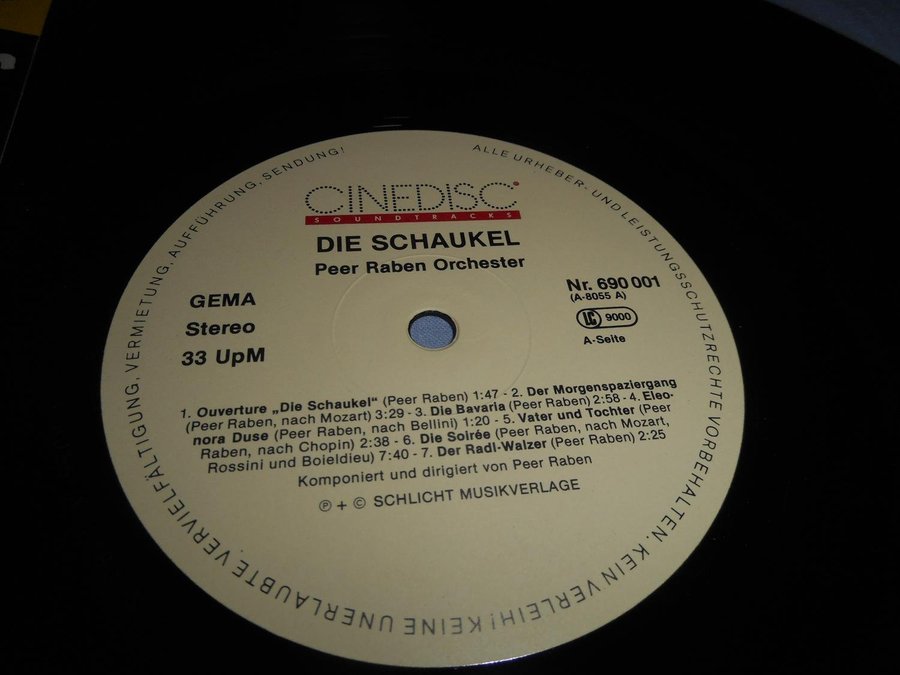 ALLE URHEBER- UND LEISTUNGSSCHUTZRECHTE VORBEHALTEN. KEIN VERLEIH! KEINE UNERLAUBTE VERVIELFÄLTIGUNG, VERMIETUNG, AUFFÜHRUNG, SENDUNG!
CINEDISC
SOUNDTRACKS
DIE SCHAUKEL
Peer Raben Orchester
GEMA
Stereo
33 UpM
Nr. 690 001
(A-8055 A)
LC 9000
A-Seite
1. Ouverture „Die Schaukel" (Peer Raben) 1:47 - 2. Der Morgenspaziergang
(Peer Raben, nach Mozart) 3:29 - 3. Die Bavaria (Peer Raben) 2:58 - 4. Eleo-
nora Duse (Peer Raben, nach Bellini) 1:20 - 5. Vater und Tochter (Peer
Raben, nach Chopin) 2:38 - 6. Die Soirée (Peer Raben, nach Mozart,
Rossini und Boieldieu) 7:40 - 7. Der Radl-Walzer (Peer Raben) 2:25
Komponiert und dirigiert von Peer Raben
℗ + © SCHLICHT MUSIKVERLAGE